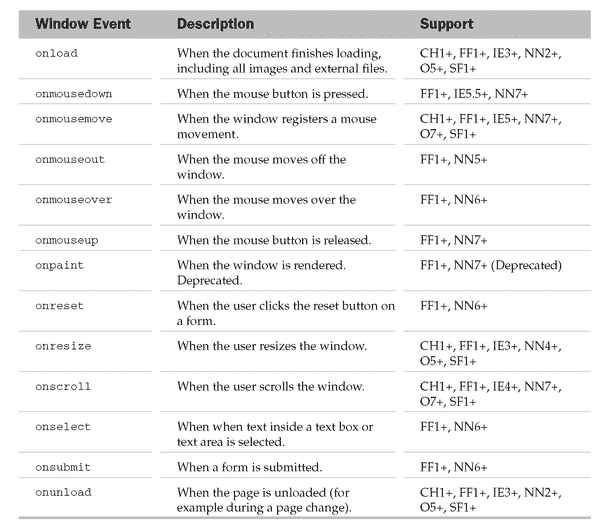 Window Event Description Support
onload When the document finishes loading, CH1+, FF1+, IE3+, NN2+,
including all images and external files. O5+, SF1+
onmousedown When the mouse button is pressed. FF1+, IE5.5+, NN7+
onmousemove When the window registers a mouse CH1+, FF1+, IE5+, NN7+,
movement. O7+, SF1+
onmouseout When the mouse moves off the FF1+, NN5+
window.
onmouseover When the mouse moves over the FF1+, NN6+
window.
onmouseup When the mouse button is released. FF1+, NN7+
onpaint When the window is rendered. FF1+, NN7+ (Deprecated)
Deprecated.
onreset When the user clicks the reset button on FF1+, NN6+
a form.
onresize When the user resizes the window. CH1+, FF1+, IE3+, NN4+,
O5+, SF1+
onscroll When the user scrolls the window. CH1+, FF1+, IE4+, NN7+,
O7+, SF1+
onselect When when text inside a text box or FF1+, NN6+
text area is selected.
onsubmit When a form is submitted. FF1+, NN6+
onunload When the page is unloaded (for CH1+, FF1+, IE3+, NN2+,
example during a page change). O5+, SF1+